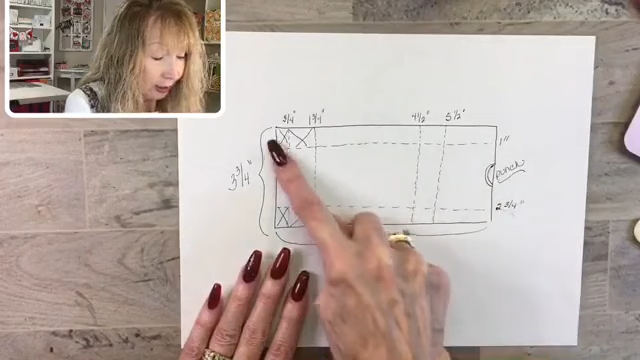 3/4" 1 3/4" 4 1/2" 5 1/2"
1"
3 3/4"
punch
2 3/4"